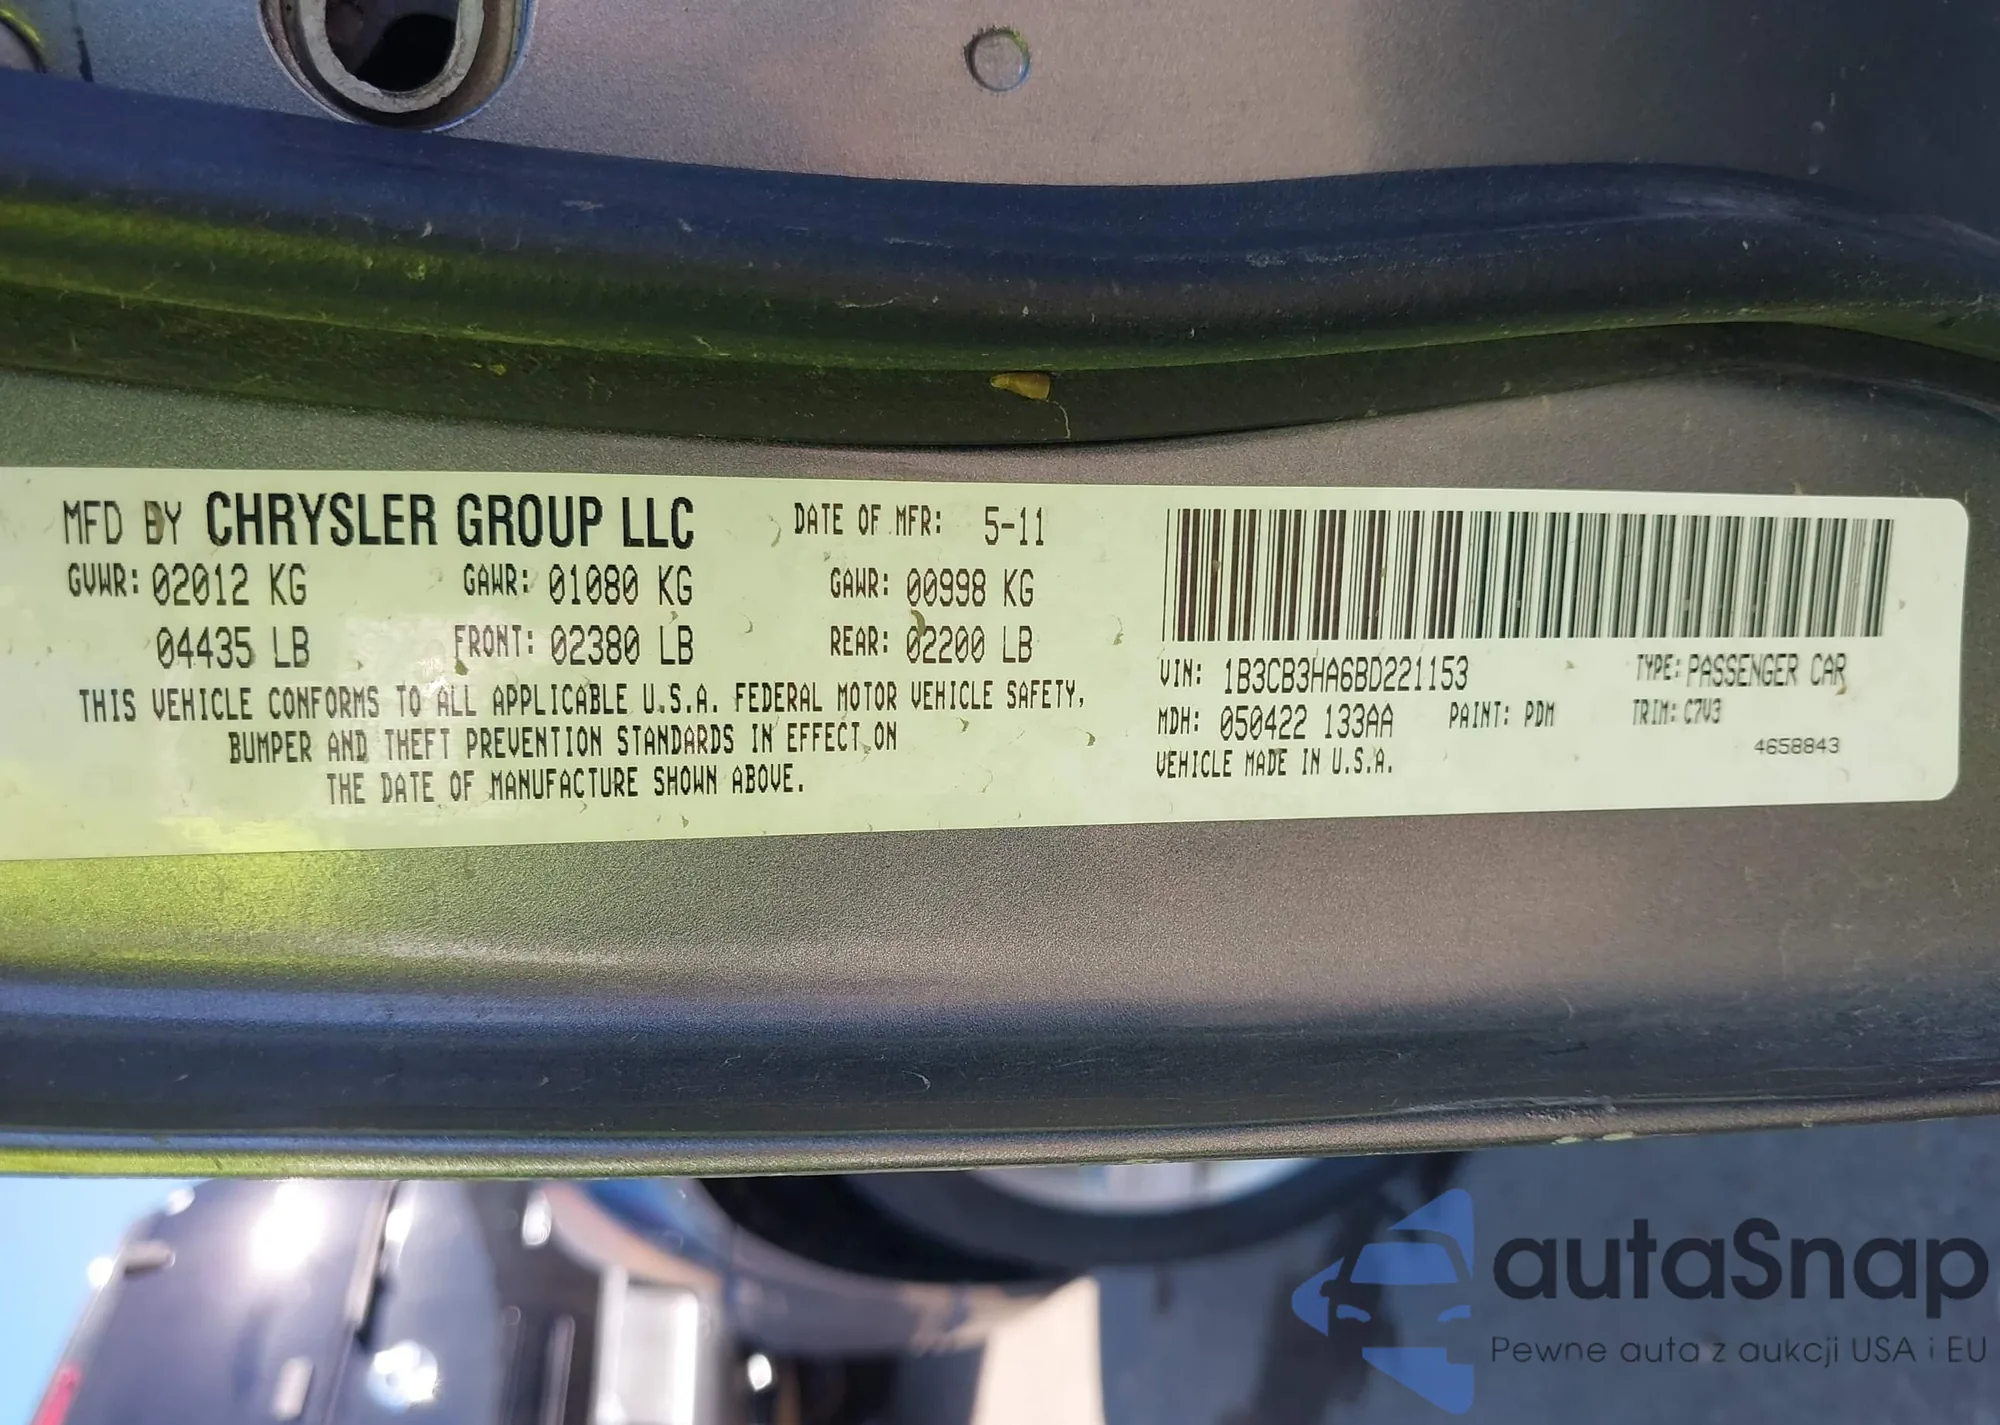 MFD BY CHRYSLER GROUP LLC DATE OF MFR: 5-11
GVWR: 02012 KG GAWR: 01080 KG GAWR: 00998 KG
04435 LB FRONT: 02380 LB REAR: 02200 LB
THIS VEHICLE CONFORMS TO ALL APPLICABLE U.S.A. FEDERAL MOTOR VEHICLE SAFETY,
BUMPER AND THEFT PREVENTION STANDARDS IN EFFECT ON
THE DATE OF MANUFACTURE SHOWN ABOVE.
VIN: 1B3CB3HA6BD221153 TYPE: PASSENGER CAR
MDH: 050422 133AA PAINT: PDM TRIM: C7V3
VEHICLE MADE IN U.S.A. 4658843
autaSnap
Pewne auta z aukcji USA i EU